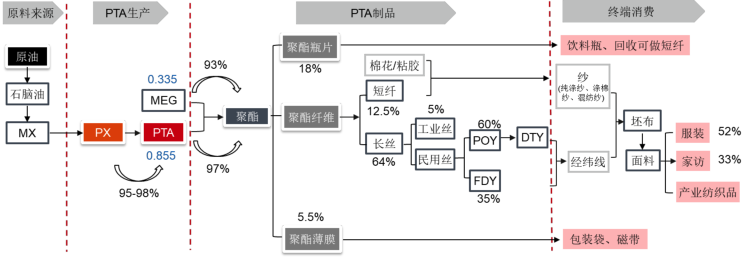 原料来源
PTA生产
PTA制品
终端消费
原油
石脑油
MX
PX
PTA
0.855
95-98%
0.335
MEG
93%
97%
聚酯
聚酯瓶片
18%
聚酯纤维
聚酯薄膜
5.5%
棉花/粘胶
短纤
12.5%
长丝
64%
5%
工业丝
民用丝
60%
POY
DTY
FDY
35%
饮料瓶、回收可做短纤
纱
(纯涤纱、涤棉
纱、混纺纱)
经纬线
坯布
面料
服装
52%
家访
33%
产业纺织品
包装袋、磁带